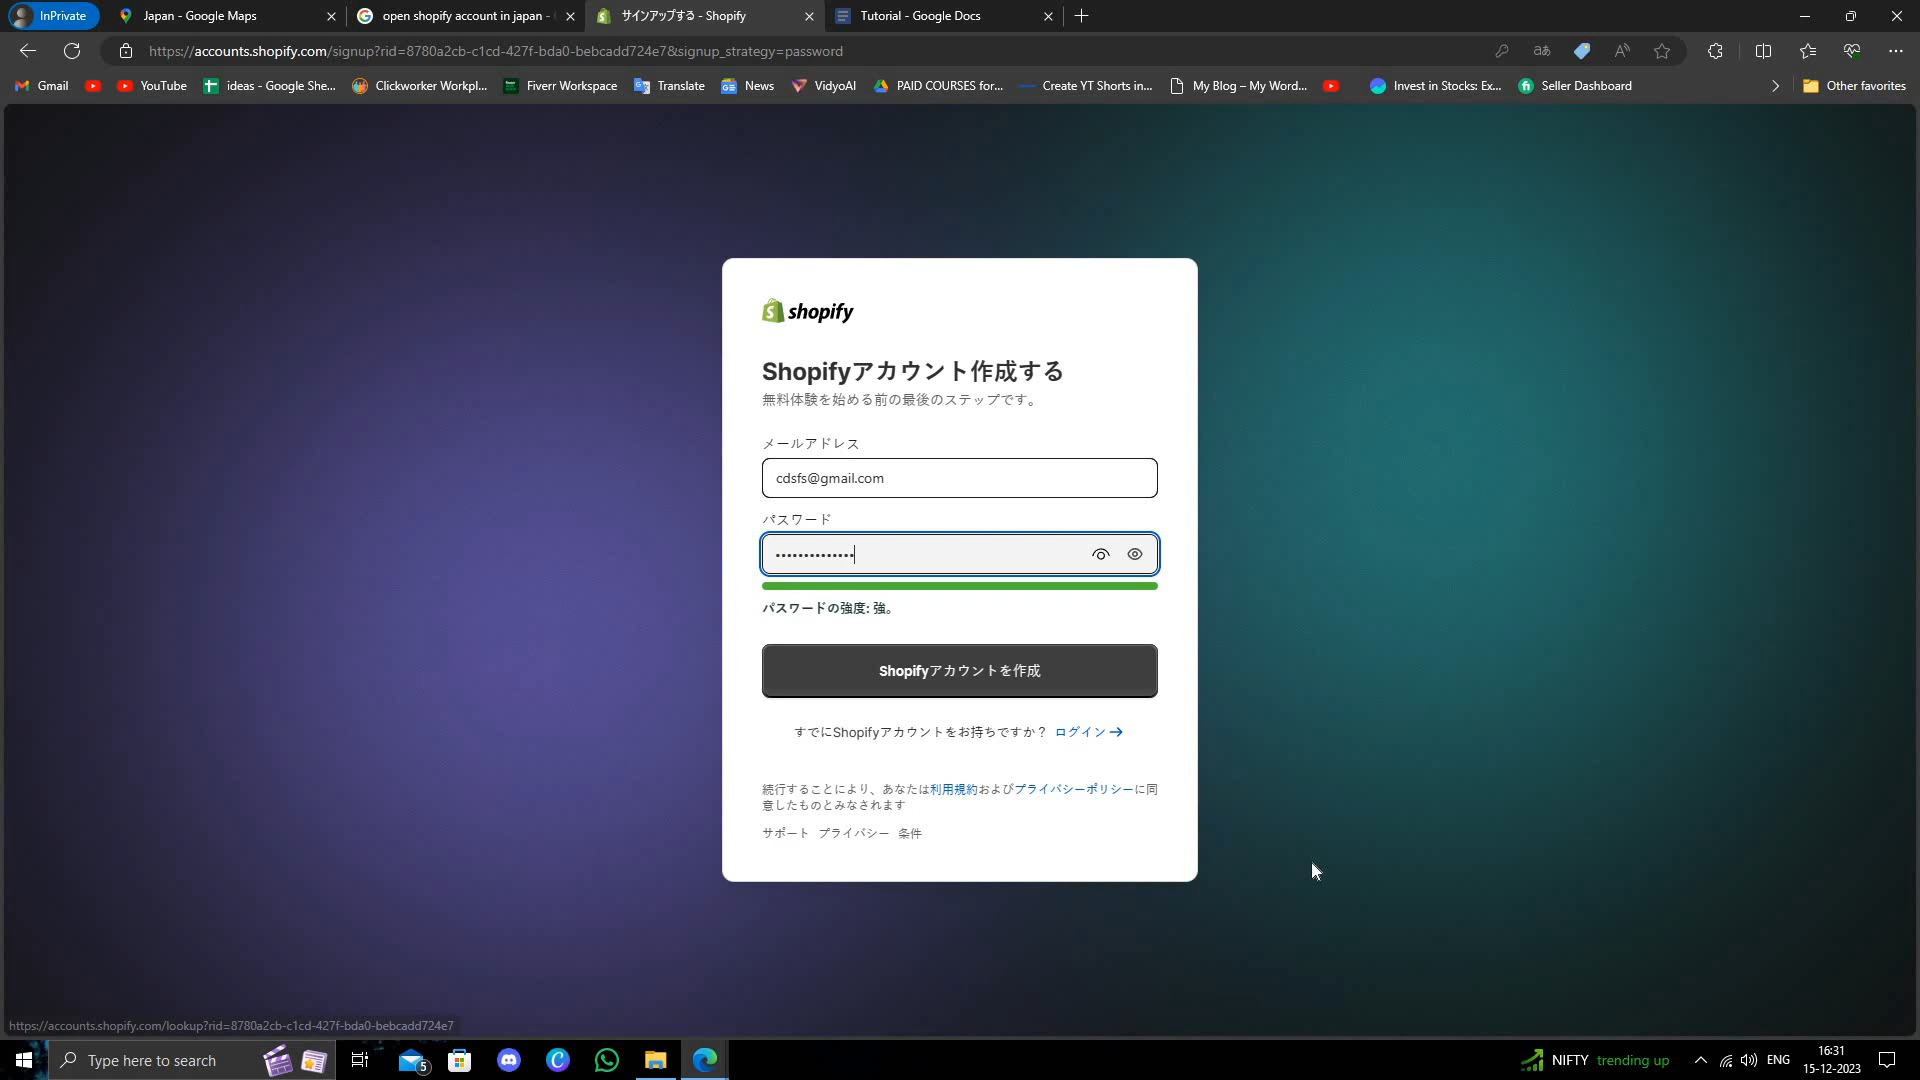 InPrivate
Japan - Google Maps
open shopify account in japan -
サインアップする - Shopify
Tutorial - Google Docs
https://accounts.shopify.com/signup?rid=8780a2cb-c1cd-427f-bda0-bebcadd724e7&signup_strategy=password
Gmail
YouTube
ideas - Google She...
Clickworker Workpl...
Fiverr Workspace
Translate
News
VidyoAI
PAID COURSES for...
Create YT Shorts in...
My Blog – My Word...
Invest in Stocks: Ex...
Seller Dashboard
Other favorites
shopify
Shopifyアカウント作成する
無料体験を始める前の最後のステップです。
メールアドレス
cdsfs@gmail.com
パスワード
••••••••••••••
パスワードの強度: 強。
Shopifyアカウントを作成
すでにShopifyアカウントをお持ちですか？ ログイン →
続行することにより、あなたは利用規約およびプライバシーポリシーに同
意したものとみなされます
サポート プライバシー 条件
https://accounts.shopify.com/lookup?rid=8780a2cb-c1cd-427f-bda0-bebcadd724e7
Type here to search
5
NIFTY trending up
ENG
16:31
15-12-2023